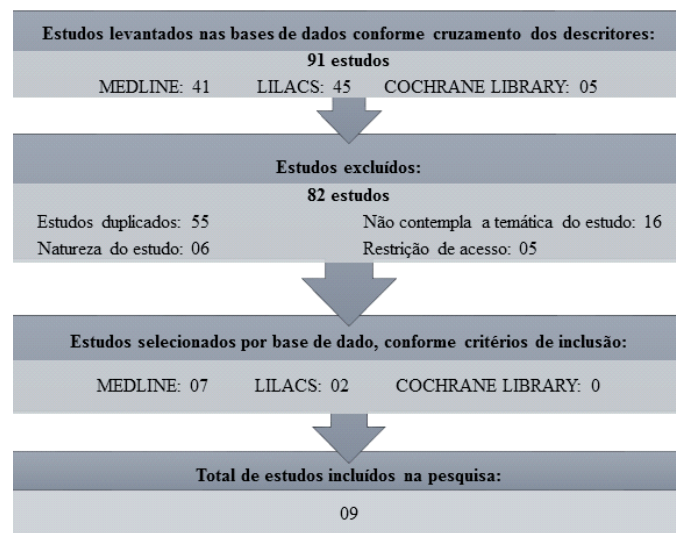 Estudos levantados nas bases de dados conforme cruzamento dos descritores:
91 estudos
MEDLINE: 41 LILACS: 45 COCHRANE LIBRARY: 05
Estudos excluídos:
82 estudos
Estudos duplicados: 55 Não contempla a temática do estudo: 16
Natureza do estudo: 06 Restrição de acesso: 05
Estudos selecionados por base de dado, conforme critérios de inclusão:
MEDLINE: 07 LILACS: 02 COCHRANE LIBRARY: 0
Total de estudos incluídos na pesquisa:
09